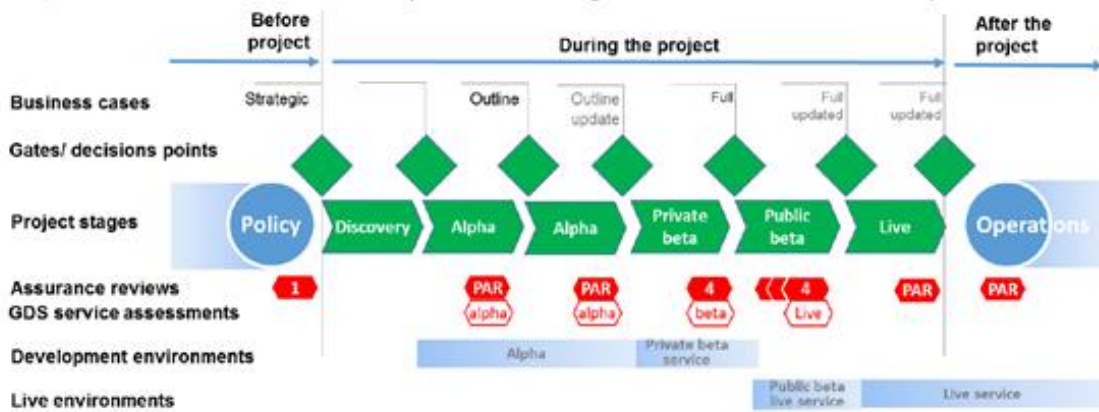 Before
project
During the project
After the
project
Business cases
Strategic
Outline
Outline
update
Full
Full
updated
Full
updated
Gates/ decisions points
Project stages
Policy
Discovery
Alpha
Alpha
Private
beta
Public
beta
Live
Operations
Assurance reviews
1
PAR
PAR
4
4
PAR
PAR
GDS service assessments
alpha
alpha
beta
Live
Development environments
Alpha
Private beta
service
Live environments
Public beta
live service
Live service